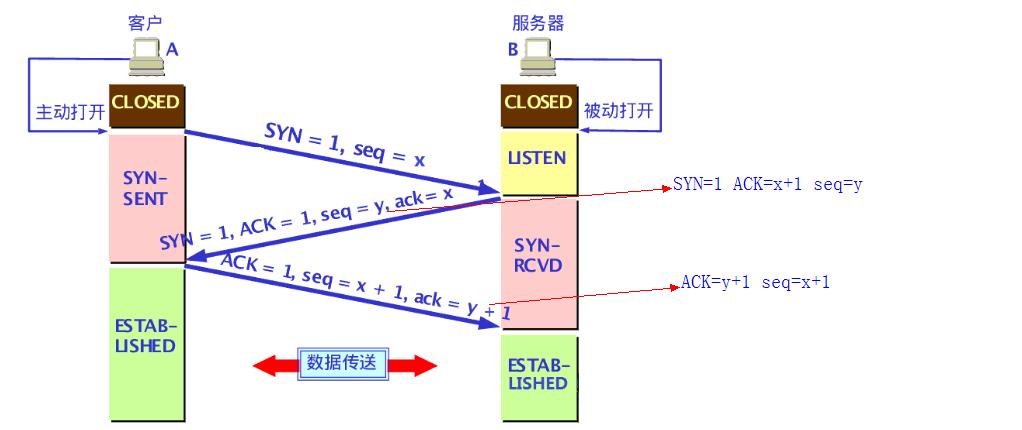 客户
服务器
A
B
CLOSED
CLOSED
主动打开
被动打开
SYN = 1, seq = x
LISTEN
SYN-
SENT
SYN=1 ACK=x+1 seq=y
SYN = 1, ACK = 1, seq = y, ack= x 1
SYN-
RCVD
ACK = 1, seq = x + 1, ack = y + 1
ACK=y+1 seq=x+1
ESTAB-
LISHED
数据传送
ESTAB-
LISHED